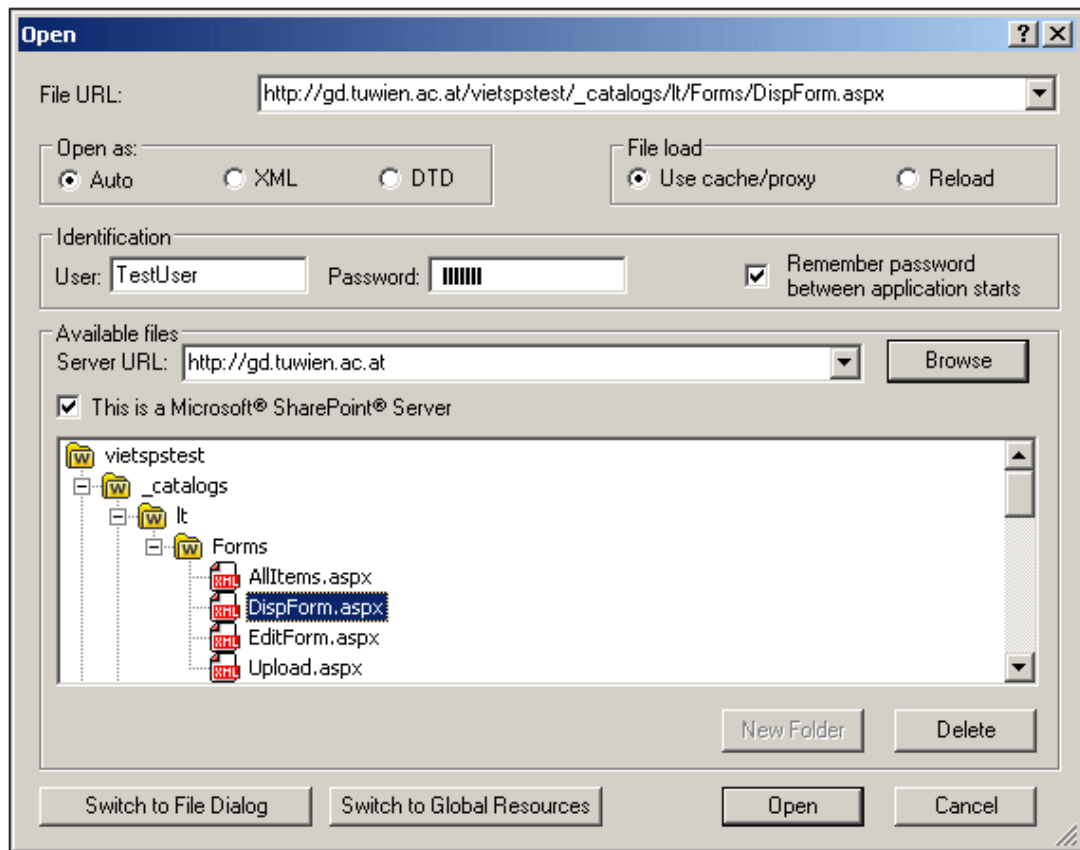 Open
File URL: http://gd.tuwien.ac.at/vietspstest/_catalogs/lt/Forms/DispForm.aspx
Open as:
Auto XML DTD
File load
Use cache/proxy Reload
Identification
User: TestUser Password:
Remember password
between application starts
Available files
Server URL: http://gd.tuwien.ac.at Browse
This is a Microsoft® SharePoint® Server
vietspstest
_catalogs
lt
Forms
AllItems.aspx
DispForm.aspx
EditForm.aspx
Upload.aspx
New Folder Delete
Switch to File Dialog Switch to Global Resources Open Cancel